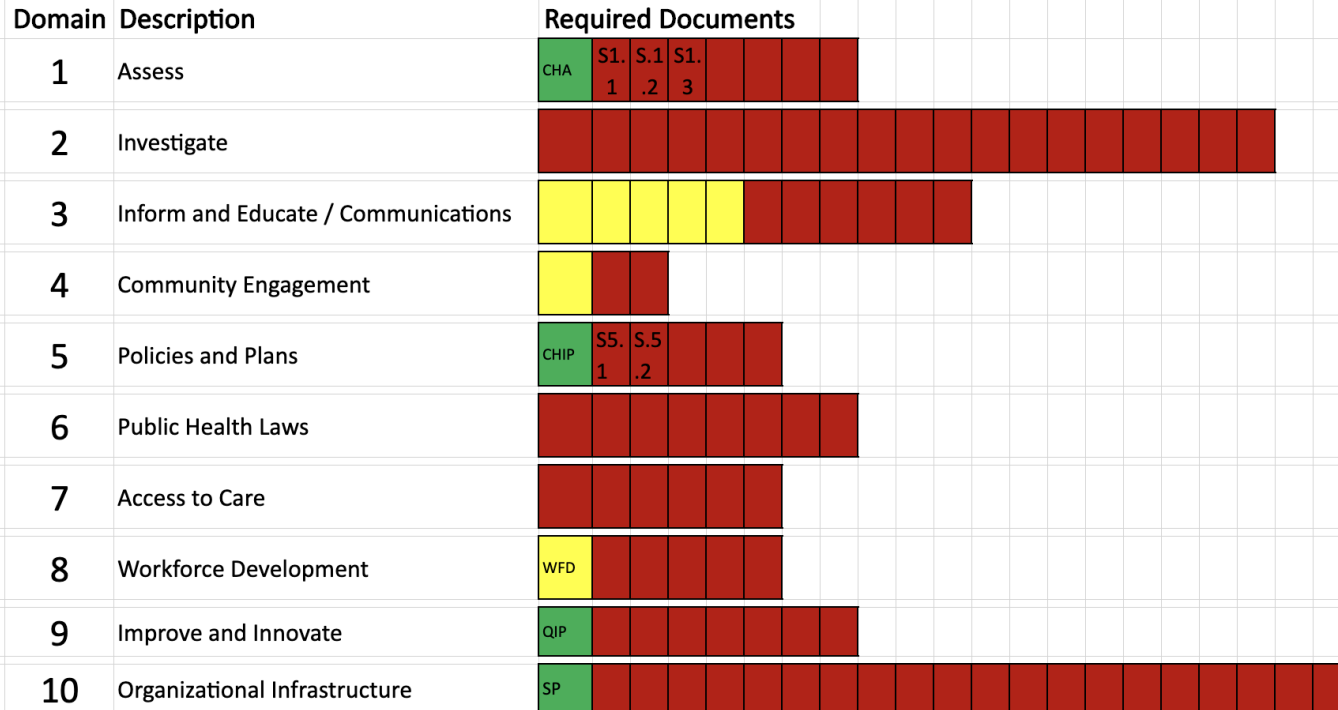 Domain Description Required Documents
1 Assess CHA S1.1 S.1.2 S1.3
2 Investigate
3 Inform and Educate / Communications
4 Community Engagement
5 Policies and Plans CHIP S5.1 S.5.2
6 Public Health Laws
7 Access to Care
8 Workforce Development WFD
9 Improve and Innovate QIP
10 Organizational Infrastructure SP